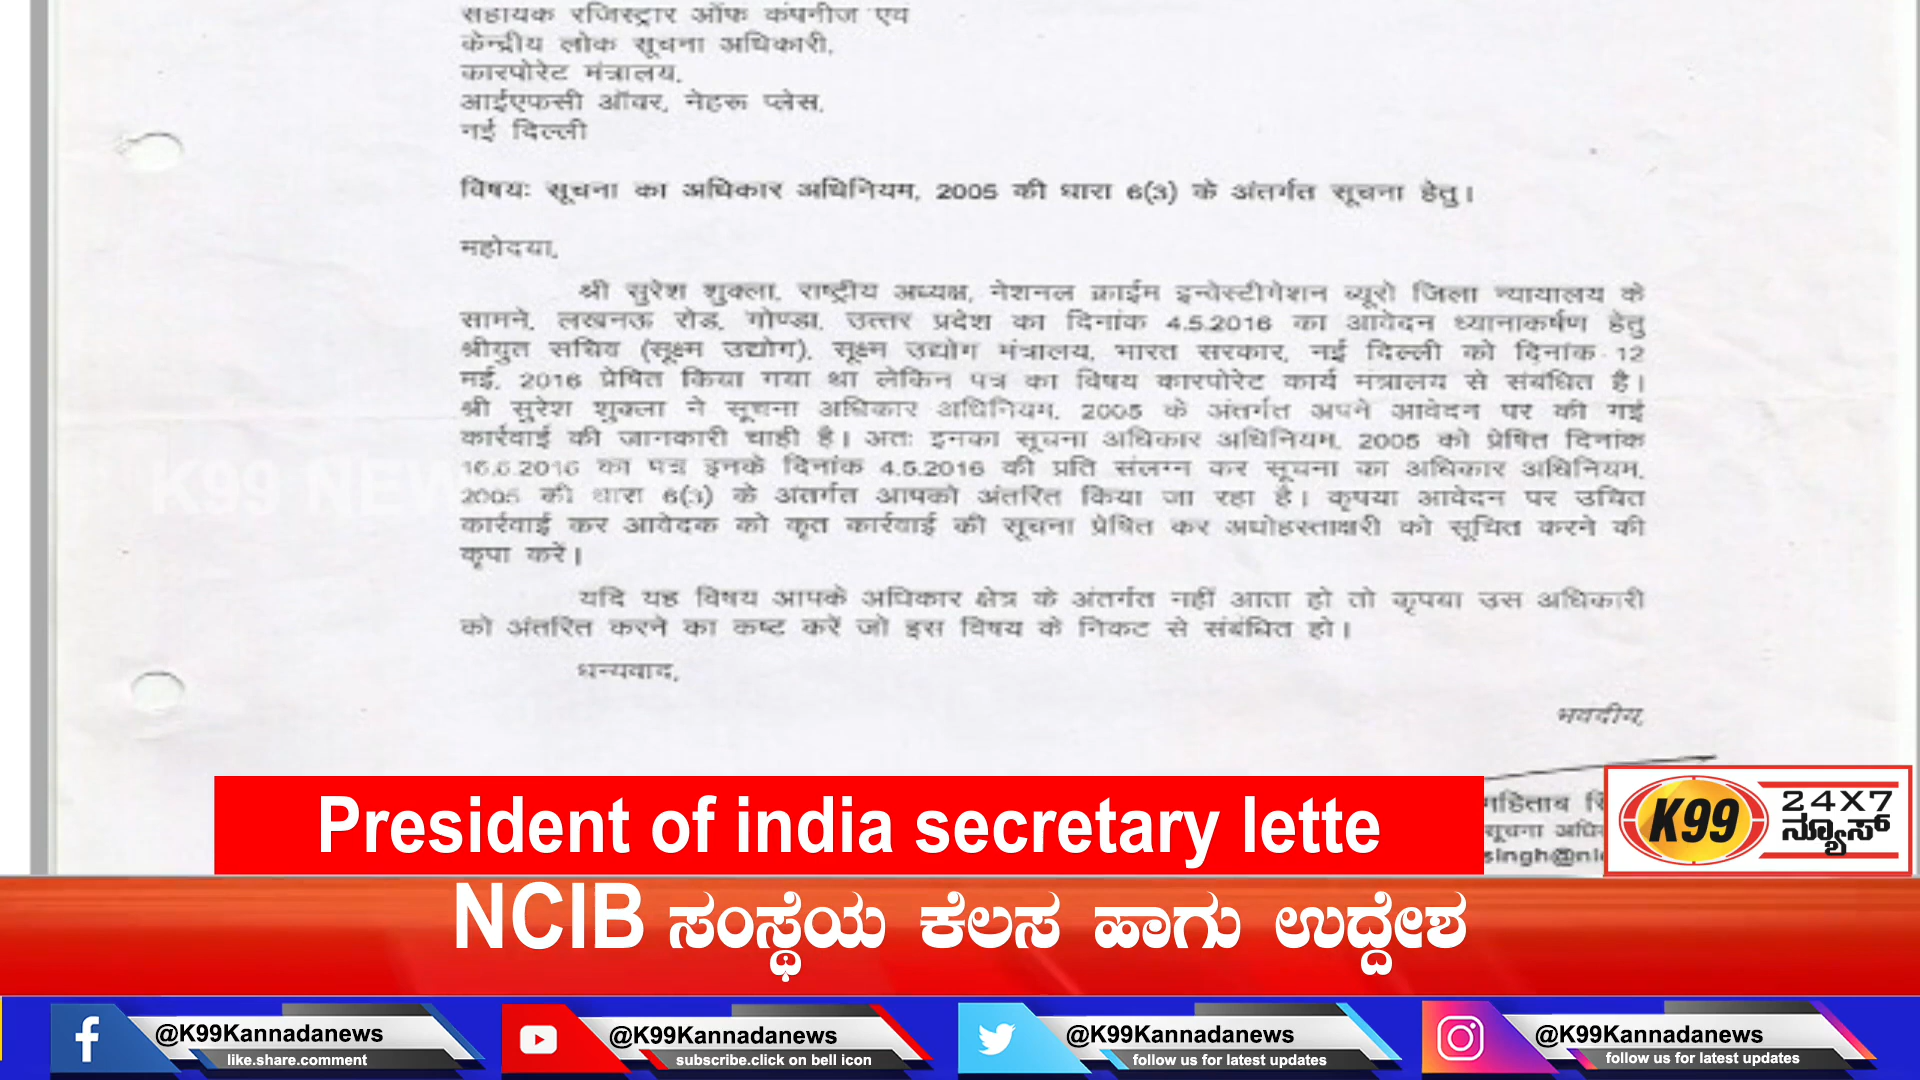 सहायक रजिस्ट्रार ऑफ कंपनीज एवं
केन्द्रीय लोक सूचना अधिकारी,
कारपोरेट मंत्रालय,
आईएफसी ऑवर, नेहरू प्लेस,
नई दिल्ली
विषयः सूचना का अधिकार अधिनियम, 2005 की धारा 6(3) के अंतर्गत सूचना हेतु।
महोदया,
श्री सुरेश शुक्ला, राष्ट्रीय अध्यक्ष, नेशनल क्राईम इन्वेस्टीगेशन ब्यूरो जिला न्यायालय के
सामने, लखनऊ रोड, गोण्डा, उत्तर प्रदेश का दिनांक 4.5.2016 का आवेदन ध्यानाकर्षण हेतु
श्रीयुत सचिव (सूक्ष्म उद्योग), सूक्ष्म उद्योग मंत्रालय, भारत सरकार, नई दिल्ली को दिनांक 12
मई, 2016 प्रेषित किया गया था लेकिन पत्र का विषय कारपोरेट कार्य मंत्रालय से संबंधित है।
श्री सुरेश शुक्ला ने सूचना अधिकार अधिनियम, 2005 के अंतर्गत अपने आवेदन पर की गई
कार्रवाई की जानकारी चाही है। अतः इनका सूचना अधिकार अधिनियम, 2005 को प्रेषित दिनांक
16.6.2016 का पत्र इनके दिनांक 4.5.2016 की प्रति संलग्न कर सूचना का अधिकार अधिनियम,
2005 की धारा 6(3) के अंतर्गत आपको अंतरित किया जा रहा है। कृपया आवेदन पर उचित
कार्रवाई कर आवेदक को कृत कार्रवाई की सूचना प्रेषित कर अधोहस्ताक्षरी को सूचित करने की
कृपा करें।
यदि यह विषय आपके अधिकार क्षेत्र के अंतर्गत नहीं आता हो तो कृपया उस अधिकारी
को अंतरित करने का कष्ट करें जो इस विषय के निकट से संबंधित हो।
धन्यवाद,
भवदीय,
K99 NEW
सूचना अधि
singh@ni
President of india secretary lette
K99 24X7 ನ್ಯೂಸ್
NCIB ಸಂಸ್ಥೆಯ ಕೆಲಸ ಹಾಗು ಉದ್ದೇಶ
@K99Kannadanews
like.share.comment
@K99Kannadanews
subscribe.click on bell icon
@K99Kannadanews
follow us for latest updates
@K99Kannadanews
follow us for latest updates